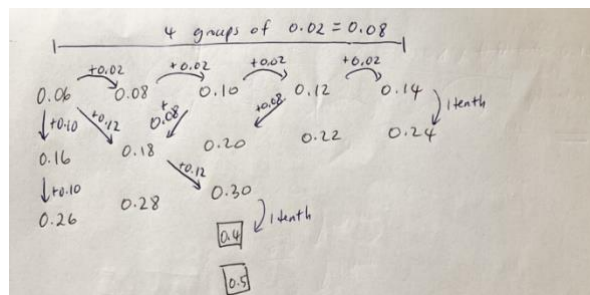 4 groups of 0.02 = 0.08
+0.02 +0.02 +0.02 +0.02
0.06 0.08 0.10 0.12 0.14
+0.10 +0.12 +0.08 +0.08 1 tenth
0.16 0.18 0.20 0.22 0.24
+0.10 +0.12
0.26 0.28 0.30
1 tenth
0.4
0.5